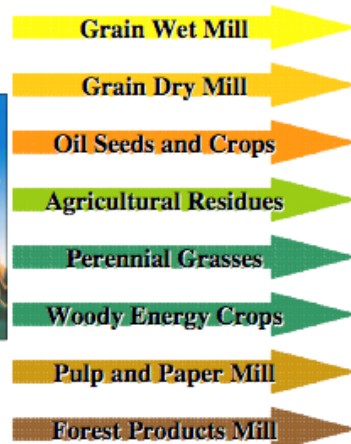 Grain Wet Mill
Grain Dry Mill
Oil Seeds and Crops
Agricultural Residues
Perennial Grasses
Woody Energy Crops
Pulp and Paper Mill
Forest Products Mill